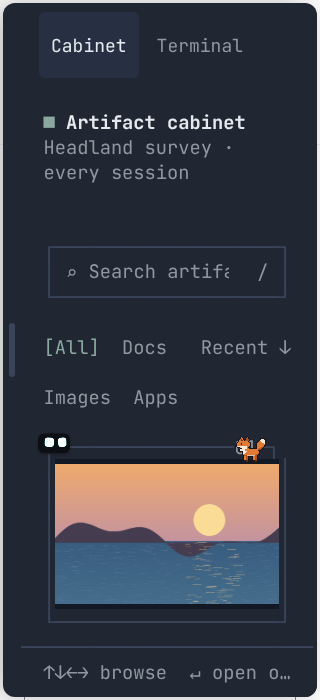 Cabinet Terminal
Artifact cabinet
Headland survey ·
every session
Search artifa /
[All] Docs Recent ↓
Images Apps
↑↓←→ browse ↵ open o…